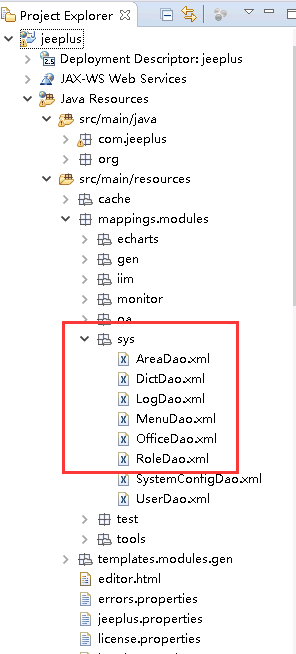 Project Explorer
jeeplus
Deployment Descriptor: jeeplus
JAX-WS Web Services
Java Resources
src/main/java
com.jeeplus
org
src/main/resources
cache
mappings.modules
echarts
gen
iim
monitor
oa
sys
AreaDao.xml
DictDao.xml
LogDao.xml
MenuDao.xml
OfficeDao.xml
RoleDao.xml
SystemConfigDao.xml
UserDao.xml
test
tools
templates.modules.gen
editor.html
errors.properties
jeeplus.properties
license.properties